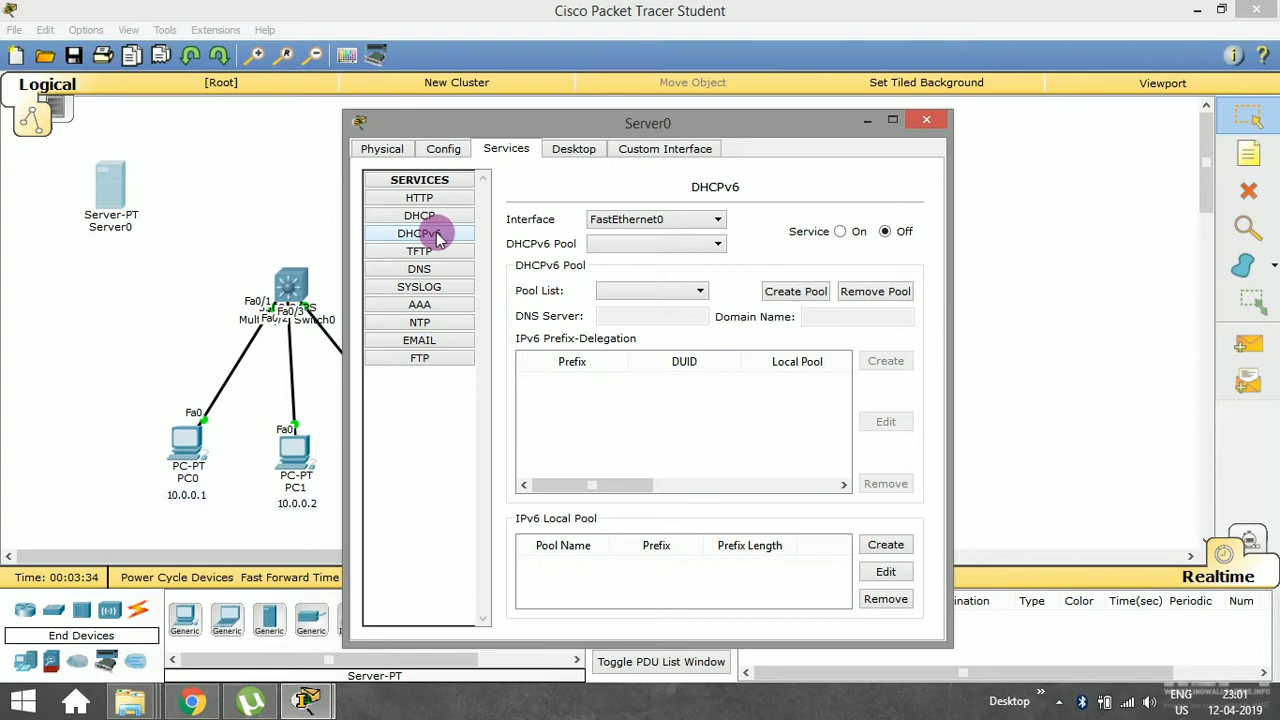 Cisco Packet Tracer Student
File Edit Options View Tools Extensions Help
Logical [Root] New Cluster Move Object Set Tiled Background Viewport
Server-PT
Server0
Fa0/1
Fa0/2
Fa0/3
Switch0
Fa0
Fa0
PC-PT
PC0
10.0.0.1
PC-PT
PC1
10.0.0.2
Server0
Physical Config Services Desktop Custom Interface
SERVICES
HTTP
DHCP
DHCPv6
TFTP
DNS
SYSLOG
AAA
NTP
EMAIL
FTP
DHCPv6
Interface FastEthernet0
Service On Off
DHCPv6 Pool
DHCPv6 Pool
Pool List: Create Pool Remove Pool
DNS Server: Domain Name:
IPv6 Prefix-Delegation
Prefix DUID Local Pool Create
Edit
Remove
IPv6 Local Pool
Pool Name Prefix Prefix Length Create
Edit
Remove
Time: 00:03:34 Power Cycle Devices Fast Forward Time
Realtime
End Devices
Generic Generic Generic Generic
Server-PT
Toggle PDU List Window
ination Type Color Time(sec) Periodic Num
Desktop
ENG
US
23:01
12-04-2019